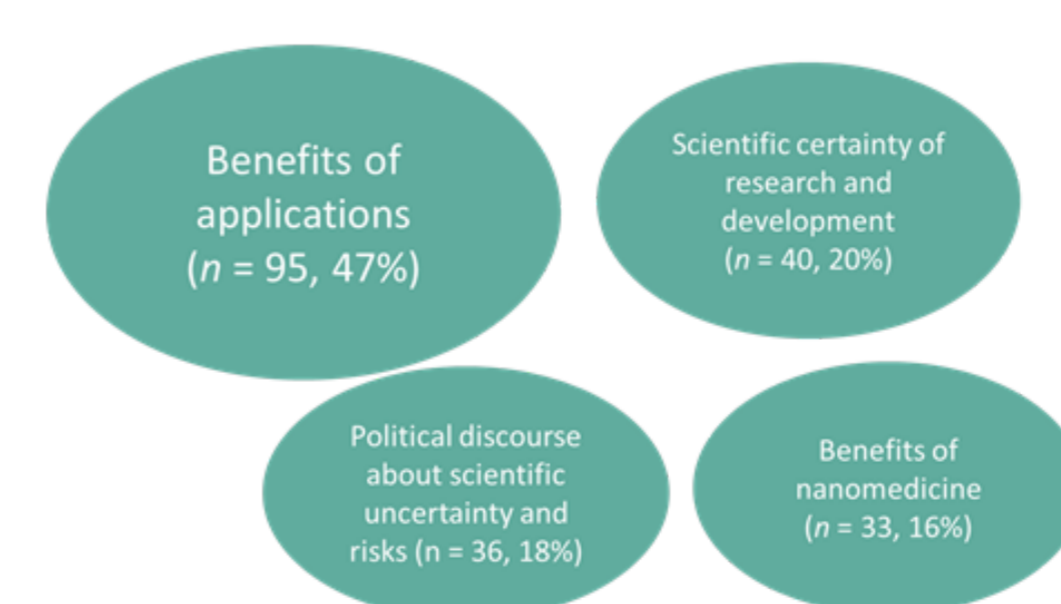 Benefits of
applications
(n = 95, 47%)
Scientific certainty of
research and
development
(n = 40, 20%)
Political discourse
about scientific
uncertainty and
risks (n = 36, 18%)
Benefits of
nanomedicine
(n = 33, 16%)